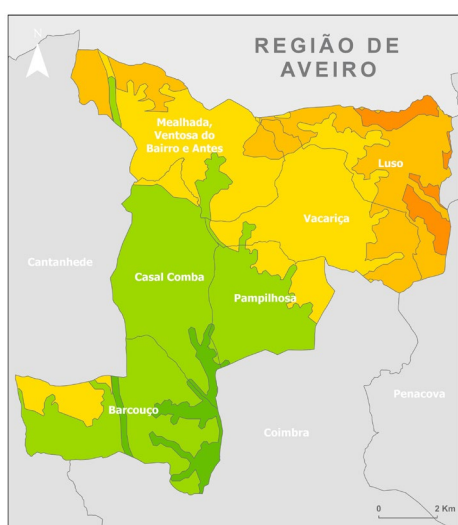 N
REGIÃO DE
AVEIRO
Mealhada,
Ventosa do
Bairro e Antes
Luso
Vacariça
Cantanhede
Casal Comba
Pampilhosa
Penacova
Barcouço
Coimbra
0 2 Km